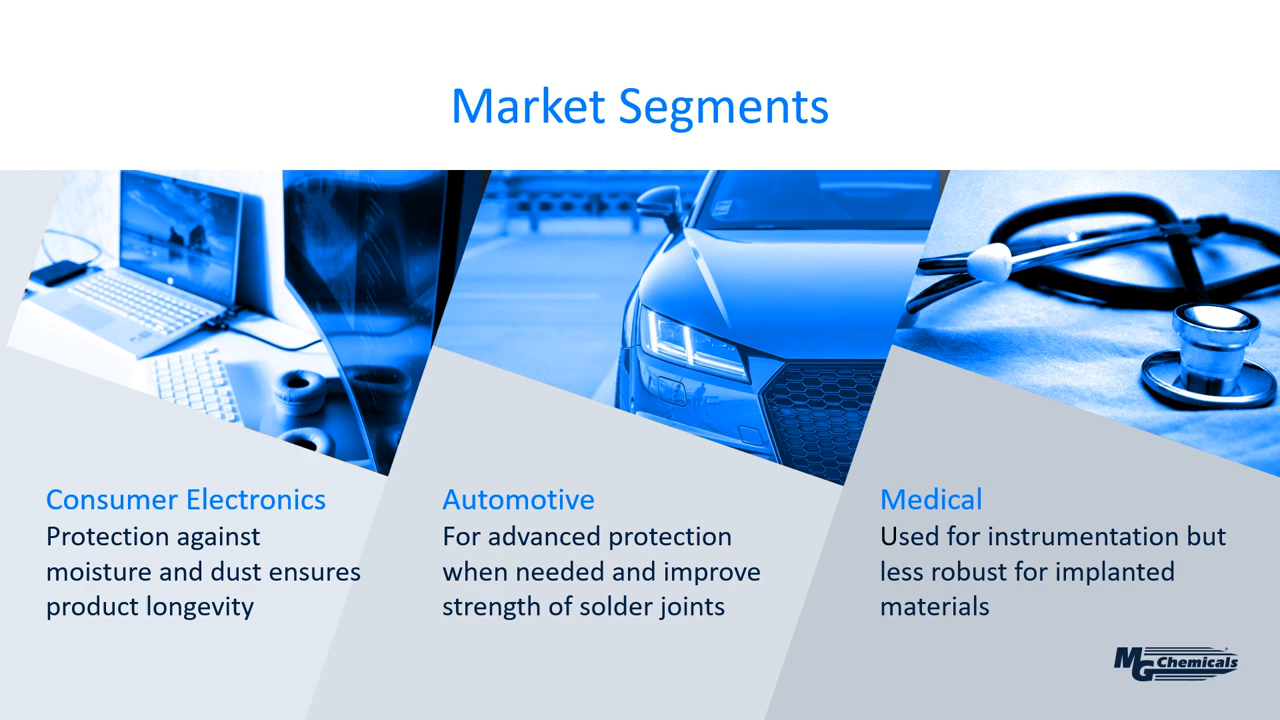 Market Segments
Consumer Electronics
Protection against
moisture and dust ensures
product longevity
Automotive
For advanced protection
when needed and improve
strength of solder joints
Medical
Used for instrumentation but
less robust for implanted
materials
MG Chemicals